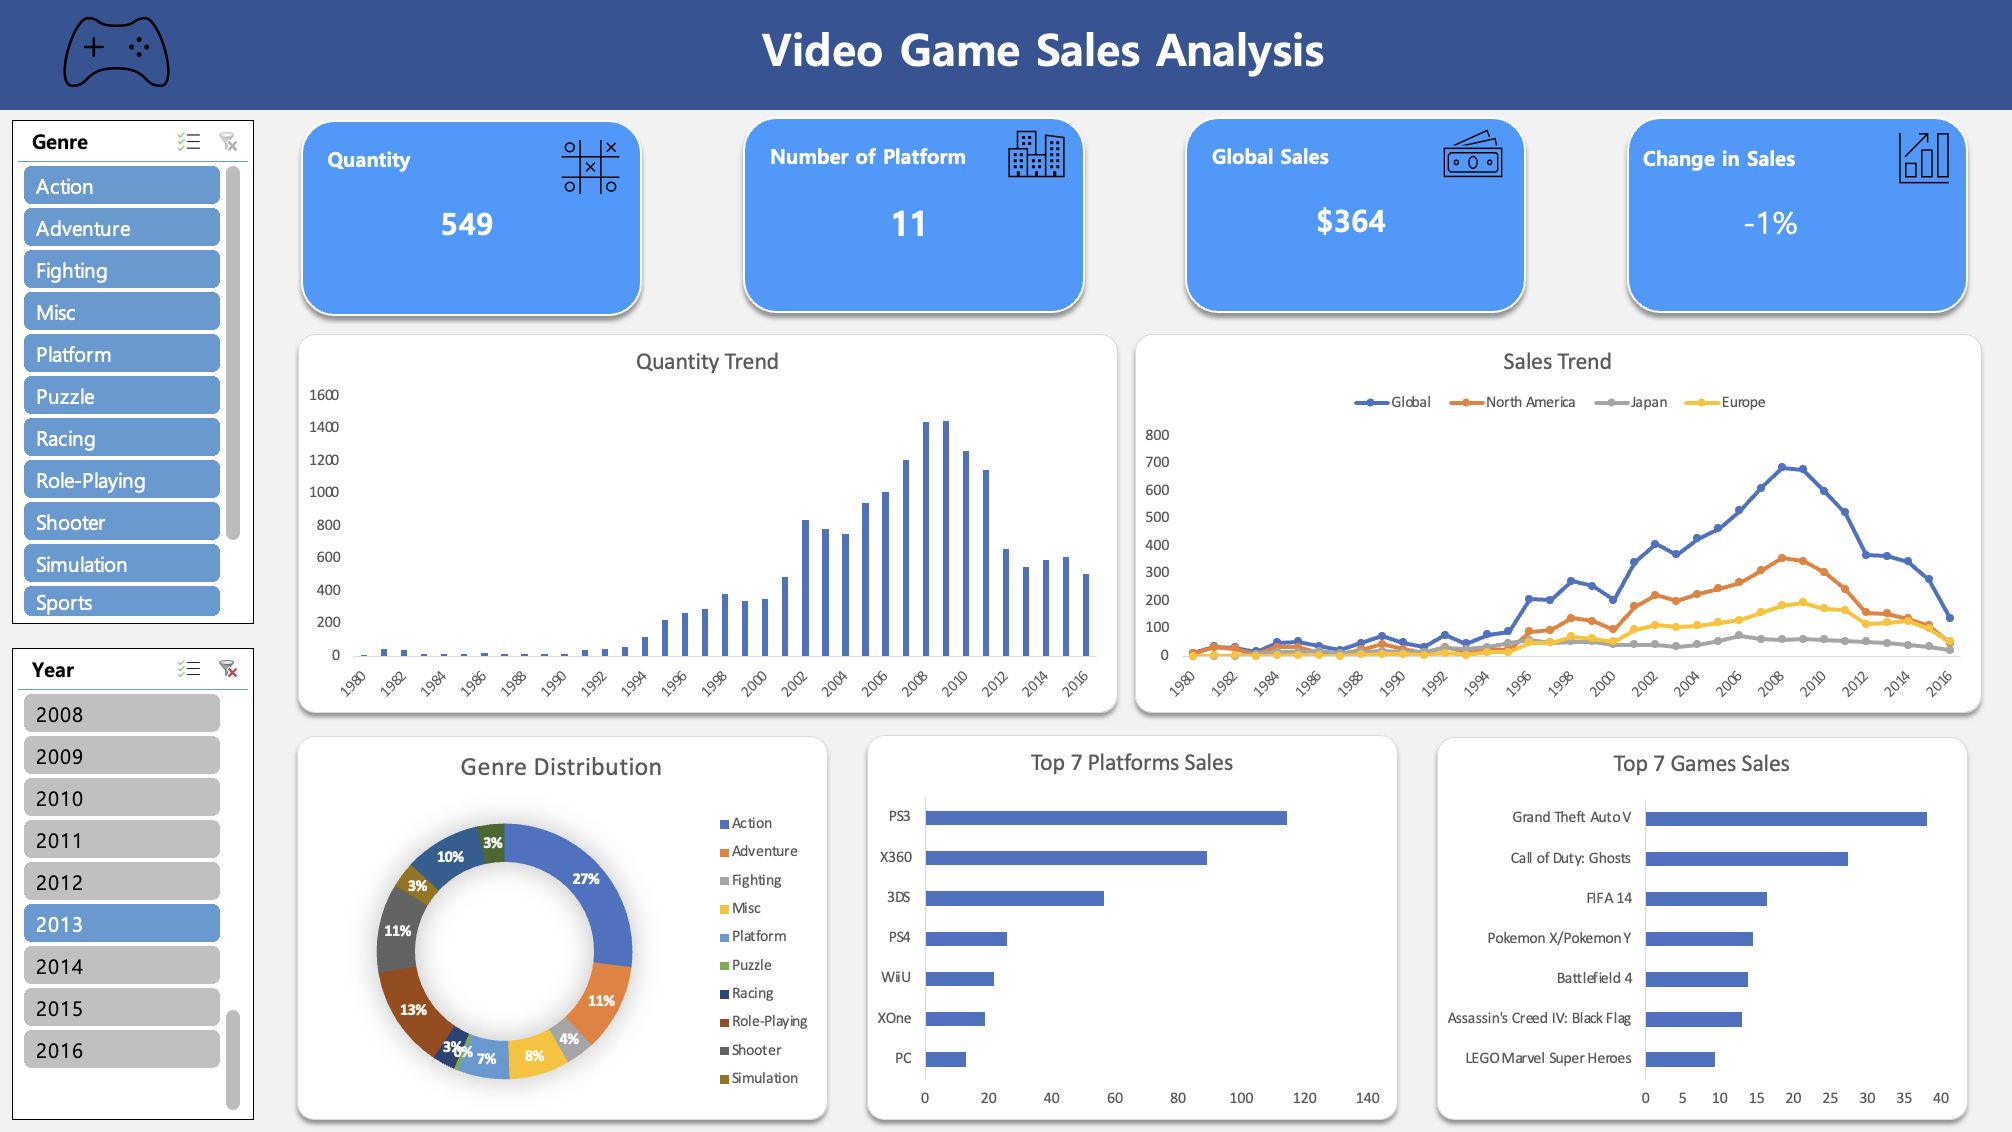 Video Game Sales Analysis
Genre
Action
Adventure
Fighting
Misc
Platform
Puzzle
Racing
Role-Playing
Shooter
Simulation
Sports
Year
2008
2009
2010
2011
2012
2013
2014
2015
2016
Quantity
549
Number of Platform
11
Global Sales
$364
Change in Sales
-1%
Quantity Trend
1600
1400
1200
1000
800
600
400
200
0
1980 1982 1984 1986 1988 1990 1992 1994 1996 1998 2000 2002 2004 2006 2008 2010 2012 2014 2016
Sales Trend
Global North America Japan Europe
800
700
600
500
400
300
200
100
0
1980 1982 1984 1986 1988 1990 1992 1994 1996 1998 2000 2002 2004 2006 2008 2010 2012 2014 2016
Genre Distribution
27%
11%
4%
8%
7%
0%
3%
13%
11%
3%
10%
3%
Action
Adventure
Fighting
Misc
Platform
Puzzle
Racing
Role-Playing
Shooter
Simulation
Top 7 Platforms Sales
PS3
X360
3DS
PS4
WiiU
XOne
PC
0 20 40 60 80 100 120 140
Top 7 Games Sales
Grand Theft Auto V
Call of Duty: Ghosts
FIFA 14
Pokemon X/Pokemon Y
Battlefield 4
Assassin's Creed IV: Black Flag
LEGO Marvel Super Heroes
0 5 10 15 20 25 30 35 40